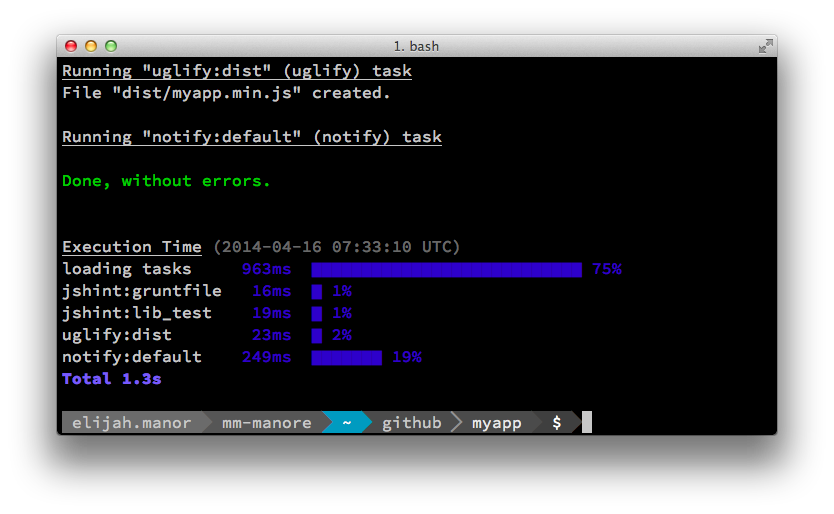 1. bash
Running "uglify:dist" (uglify) task
File "dist/myapp.min.js" created.
Running "notify:default" (notify) task
Done, without errors.
Execution Time (2014-04-16 07:33:10 UTC)
loading tasks 963ms 75%
jshint:gruntfile 16ms 1%
jshint:lib_test 19ms 1%
uglify:dist 23ms 2%
notify:default 249ms 19%
Total 1.3s
elijah.manor mm-manore ~ github myapp $